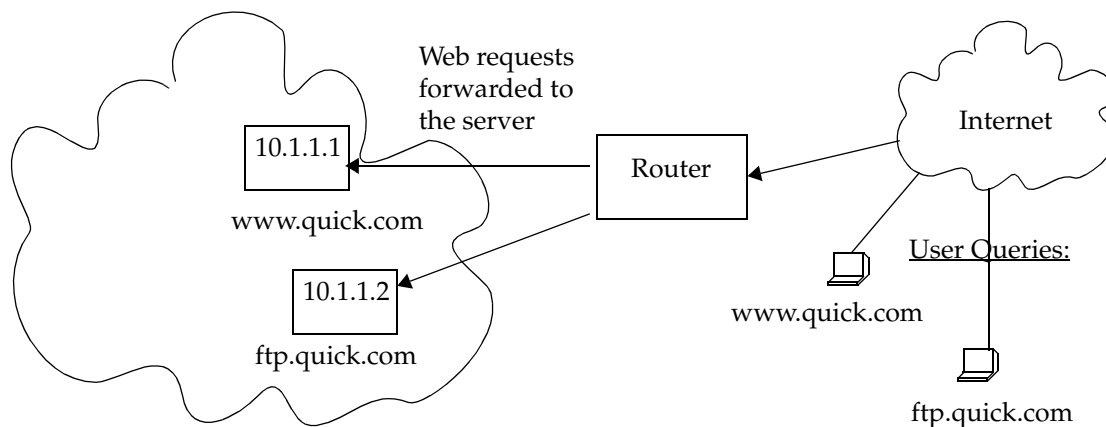 Web requests
forwarded to
the server
10.1.1.1
www.quick.com
10.1.1.2
ftp.quick.com
Router
Internet
User Queries:
www.quick.com
ftp.quick.com